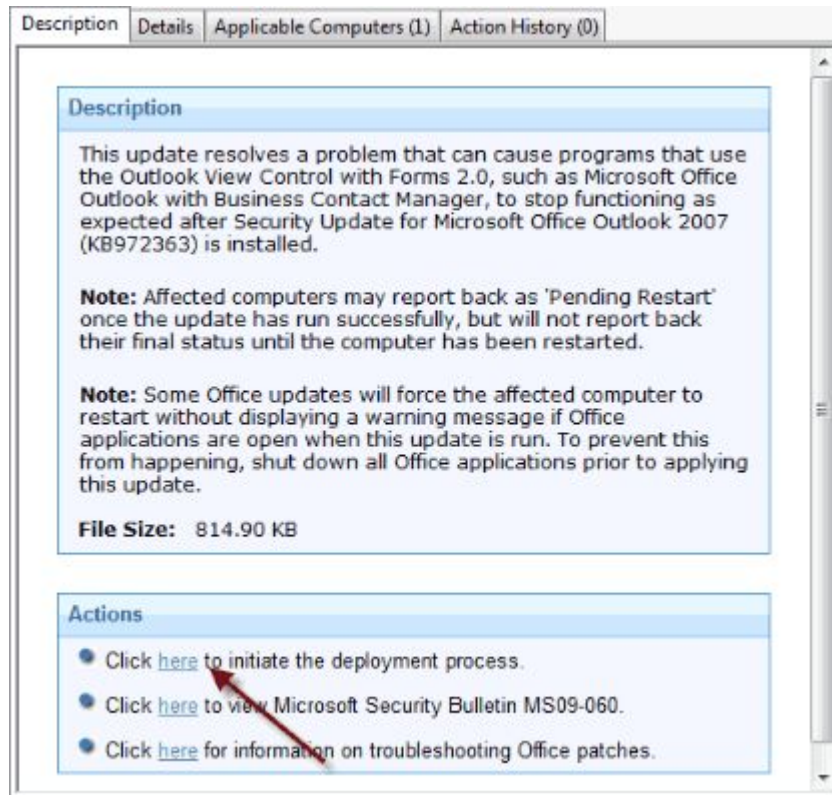 Description Details Applicable Computers (1) Action History (0)
Description
This update resolves a problem that can cause programs that use
the Outlook View Control with Forms 2.0, such as Microsoft Office
Outlook with Business Contact Manager, to stop functioning as
expected after Security Update for Microsoft Office Outlook 2007
(KB972363) is installed.
Note: Affected computers may report back as 'Pending Restart'
once the update has run successfully, but will not report back
their final status until the computer has been restarted.
Note: Some Office updates will force the affected computer to
restart without displaying a warning message if Office
applications are open when this update is run. To prevent this
from happening, shut down all Office applications prior to applying
this update.
File Size: 814.90 KB
Actions
Click here to initiate the deployment process.
Click here to view Microsoft Security Bulletin MS09-060.
Click here for information on troubleshooting Office patches.